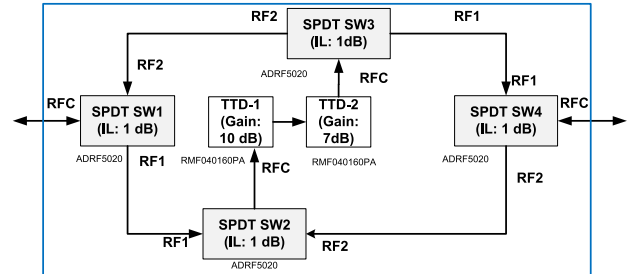 RF2
SPDT SW3
(IL: 1dB)
RF1
ADRF5020
RF2
RFC
RF1
RFC
SPDT SW1
(IL: 1 dB)
ADRF5020
TTD-1
(Gain:
10 dB)
RMF040160PA
TTD-2
(Gain:
7dB)
RMF040160PA
SPDT SW4
(IL: 1 dB)
ADRF5020
RFC
RF1
RFC
RF2
RF1
SPDT SW2
(IL: 1 dB)
RF2
ADRF5020